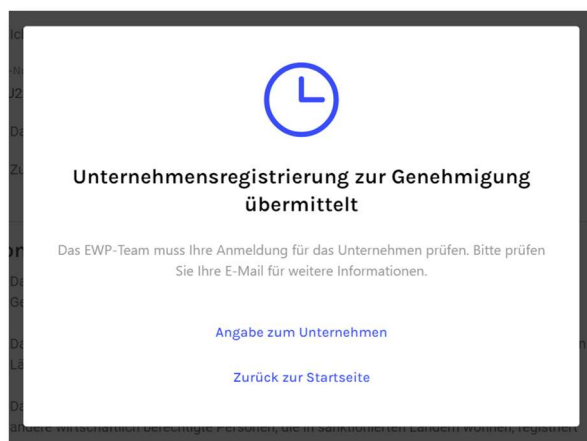 Unternehmensregistrierung zur Genehmigung
übermittelt
Das EWP-Team muss Ihre Anmeldung für das Unternehmen prüfen. Bitte prüfen
Sie Ihre E-Mail für weitere Informationen.
Angabe zum Unternehmen
Zurück zur Startseite
andere wirtschaftlich berechtigte Personen, die in sanktionierten Ländern wohnen, registriert